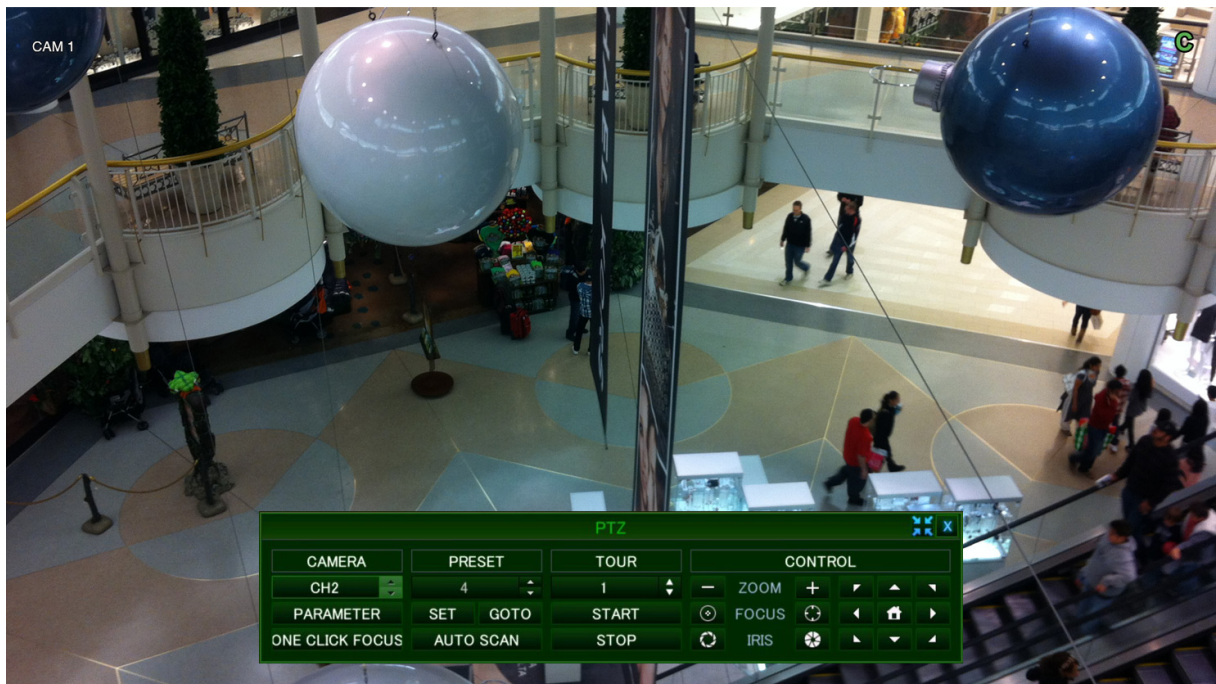 CAM 1
C
PTZ
X
CAMERA PRESET TOUR CONTROL
CH2 4 1 ZOOM
PARAMETER SET GOTO START FOCUS
ONE CLICK FOCUS AUTO SCAN STOP IRIS